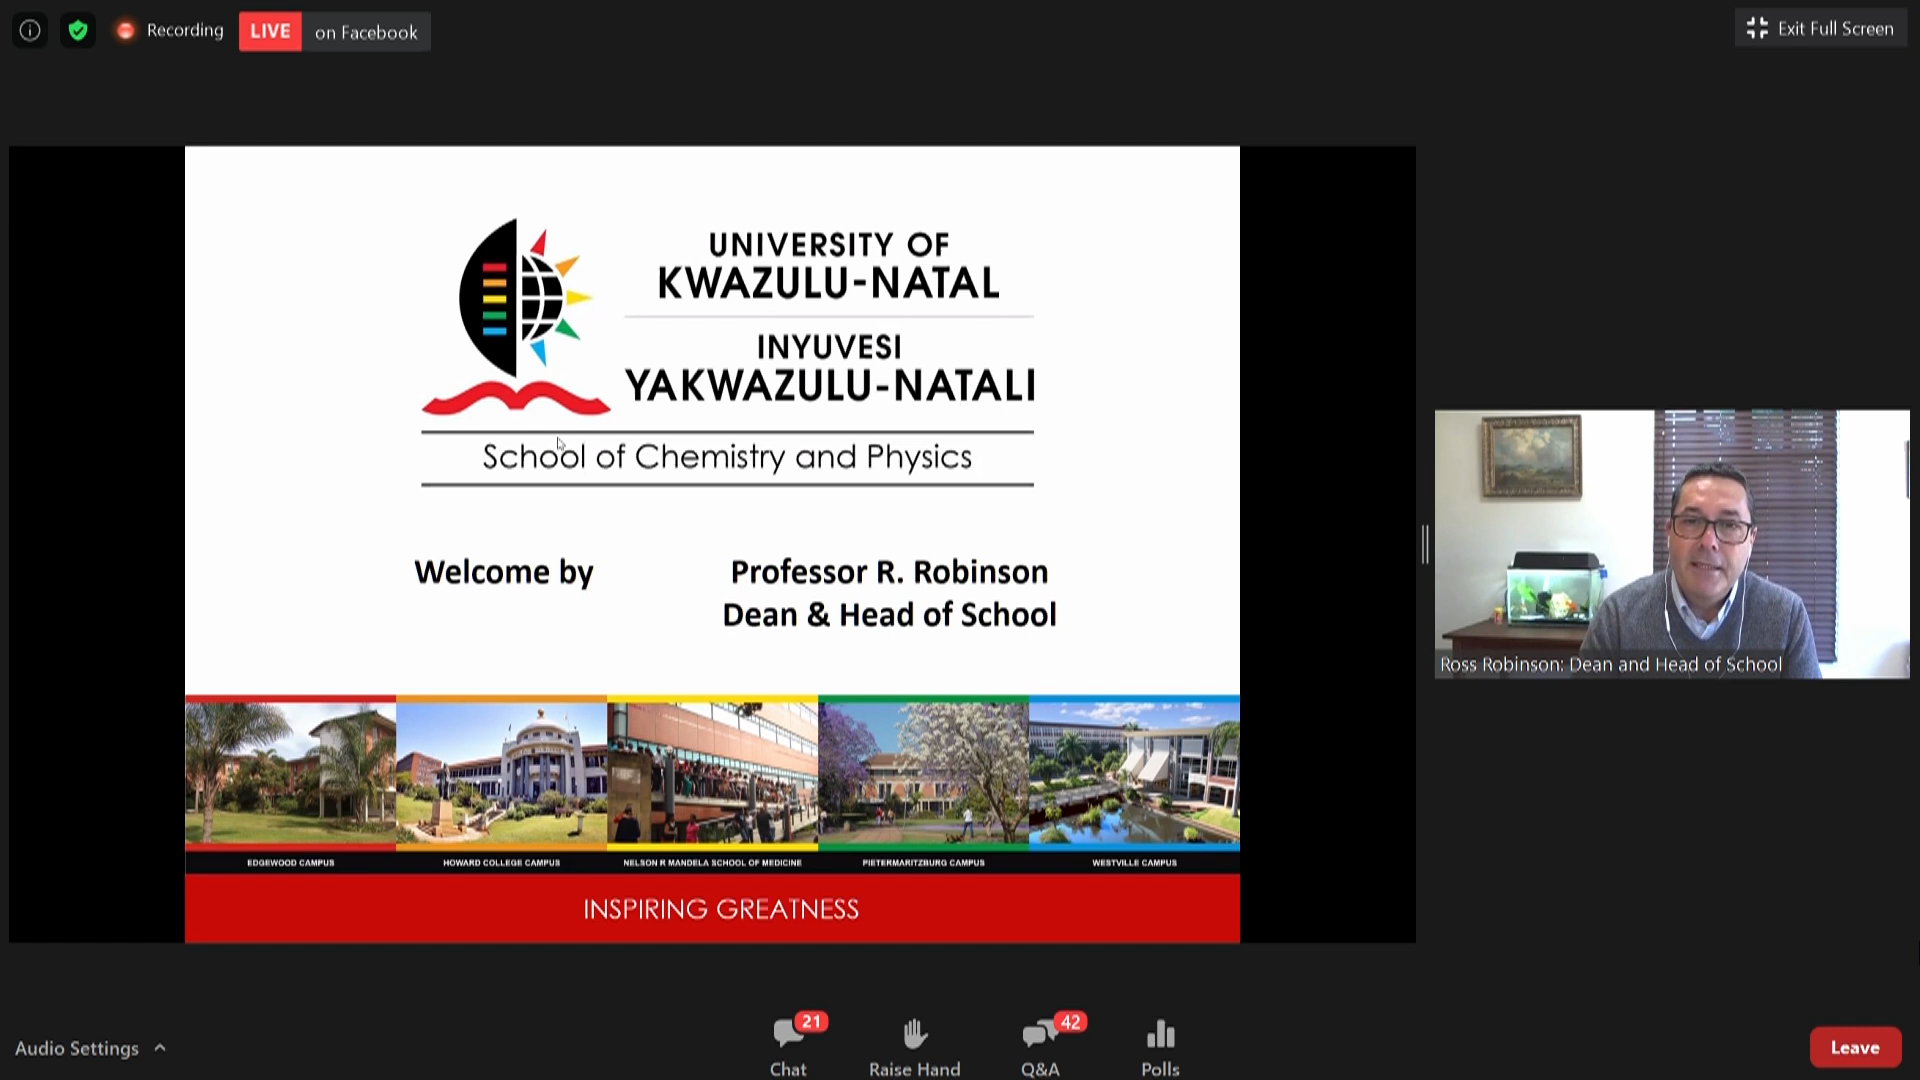 Recording
LIVE on Facebook
Exit Full Screen
UNIVERSITY OF
KWAZULU-NATAL
INYUVESI
YAKWAZULU-NATALI
School of Chemistry and Physics
Welcome by Professor R. Robinson
Dean & Head of School
Ross Robinson: Dean and Head of School
EDGEWOOD CAMPUS
HOWARD COLLEGE CAMPUS
NELSON R MANDELA SCHOOL OF MEDICINE
PIETERMARITZBURG CAMPUS
WESTVILLE CAMPUS
INSPIRING GREATNESS
Audio Settings
21
Chat
Raise Hand
42
Q&A
Polls
Leave